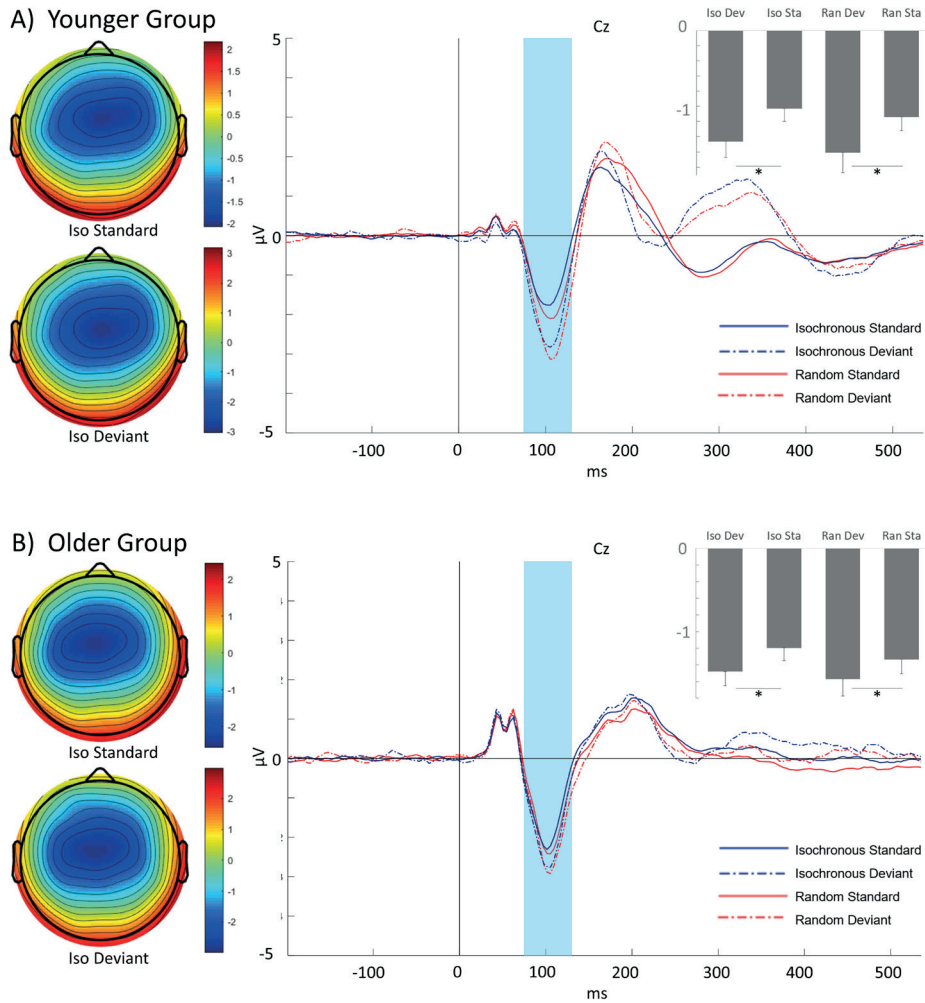 A) Younger Group
2
1.5
1
0.5
0
-0.5
-1
-1.5
-2
Iso Standard
3
2
1
0
-1
-2
-3
Iso Deviant
Cz
5
μV
0
-5
-100
0
100
200
300
400
500
ms
Iso Dev
Iso Sta
Ran Dev
Ran Sta
0
-1
*
*
Isochronous Standard
Isochronous Deviant
Random Standard
Random Deviant
B) Older Group
2
1
0
-1
-2
Iso Standard
2
1
0
-1
-2
Iso Deviant
Cz
5
4
2
μV
0
2
4
-5
-100
0
100
200
300
400
500
ms
Iso Dev
Iso Sta
Ran Dev
Ran Sta
0
-1
*
*
Isochronous Standard
Isochronous Deviant
Random Standard
Random Deviant